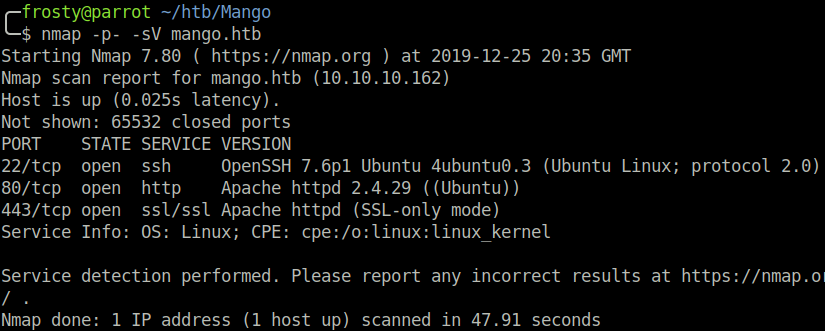 frosty@parrot ~/htb/Mango
$ nmap -p- -sV mango.htb
Starting Nmap 7.80 ( https://nmap.org ) at 2019-12-25 20:35 GMT
Nmap scan report for mango.htb (10.10.10.162)
Host is up (0.025s latency).
Not shown: 65532 closed ports
PORT    STATE SERVICE VERSION
22/tcp  open  ssh     OpenSSH 7.6p1 Ubuntu 4ubuntu0.3 (Ubuntu Linux; protocol 2.0)
80/tcp  open  http    Apache httpd 2.4.29 ((Ubuntu))
443/tcp open  ssl/ssl Apache httpd (SSL-only mode)
Service Info: OS: Linux; CPE: cpe:/o:linux:linux_kernel
Service detection performed. Please report any incorrect results at https://nmap.or
/ .
Nmap done: 1 IP address (1 host up) scanned in 47.91 seconds